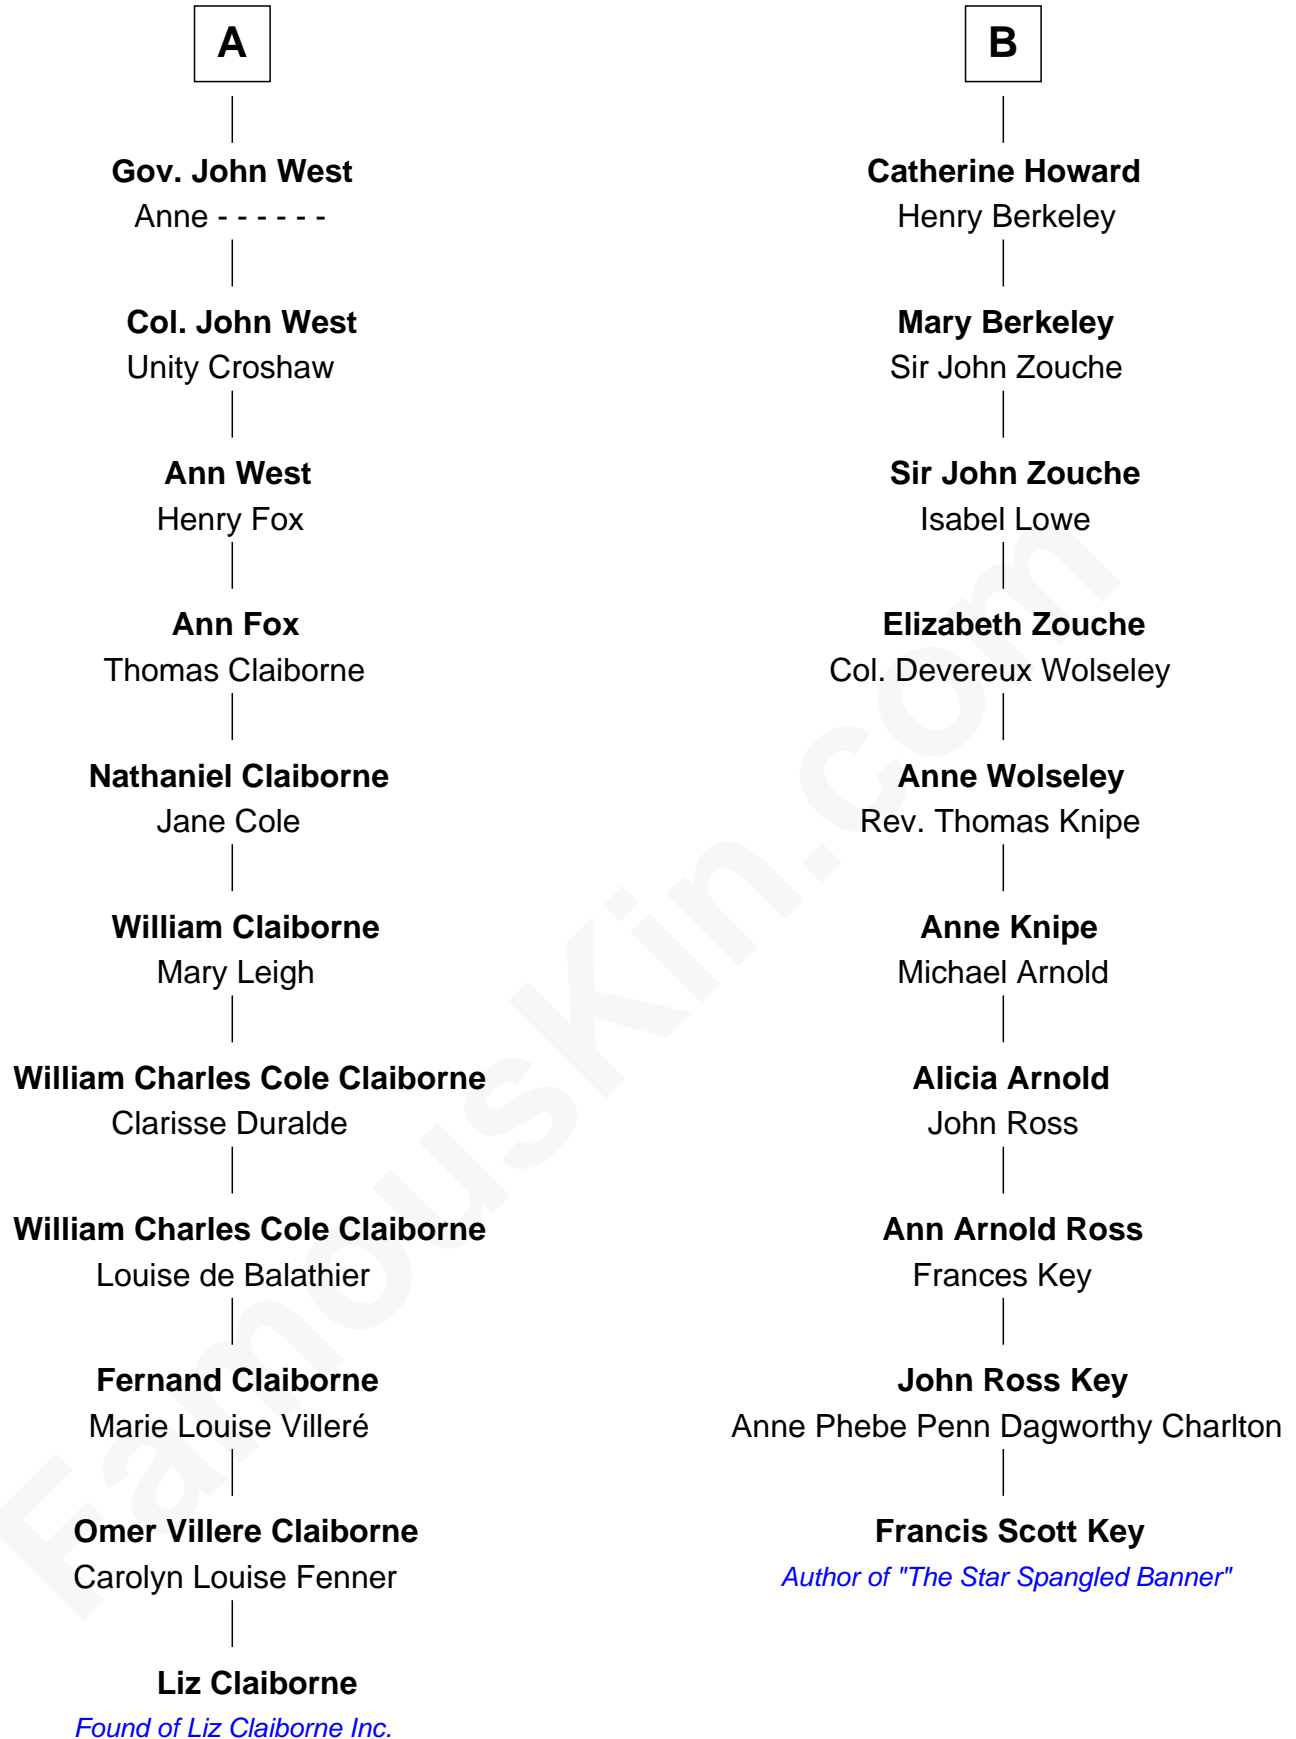 A
Gov. John West
Anne - - - - - -
Col. John West
Unity Croshaw
Ann West
Henry Fox
Ann Fox
Thomas Claiborne
Nathaniel Claiborne
Jane Cole
William Claiborne
Mary Leigh
William Charles Cole Claiborne
Clarisse Duralde
William Charles Cole Claiborne
Louise de Balathier
Fernand Claiborne
Marie Louise Villeré
Omer Villere Claiborne
Carolyn Louise Fenner
Liz Claiborne
Found of Liz Claiborne Inc.
B
Catherine Howard
Henry Berkeley
Mary Berkeley
Sir John Zouche
Sir John Zouche
Isabel Lowe
Elizabeth Zouche
Col. Devereux Wolseley
Anne Wolseley
Rev. Thomas Knipe
Anne Knipe
Michael Arnold
Alicia Arnold
John Ross
Ann Arnold Ross
Frances Key
John Ross Key
Anne Phebe Penn Dagworthy Charlton
Francis Scott Key
Author of "The Star Spangled Banner"
FamousKin.com